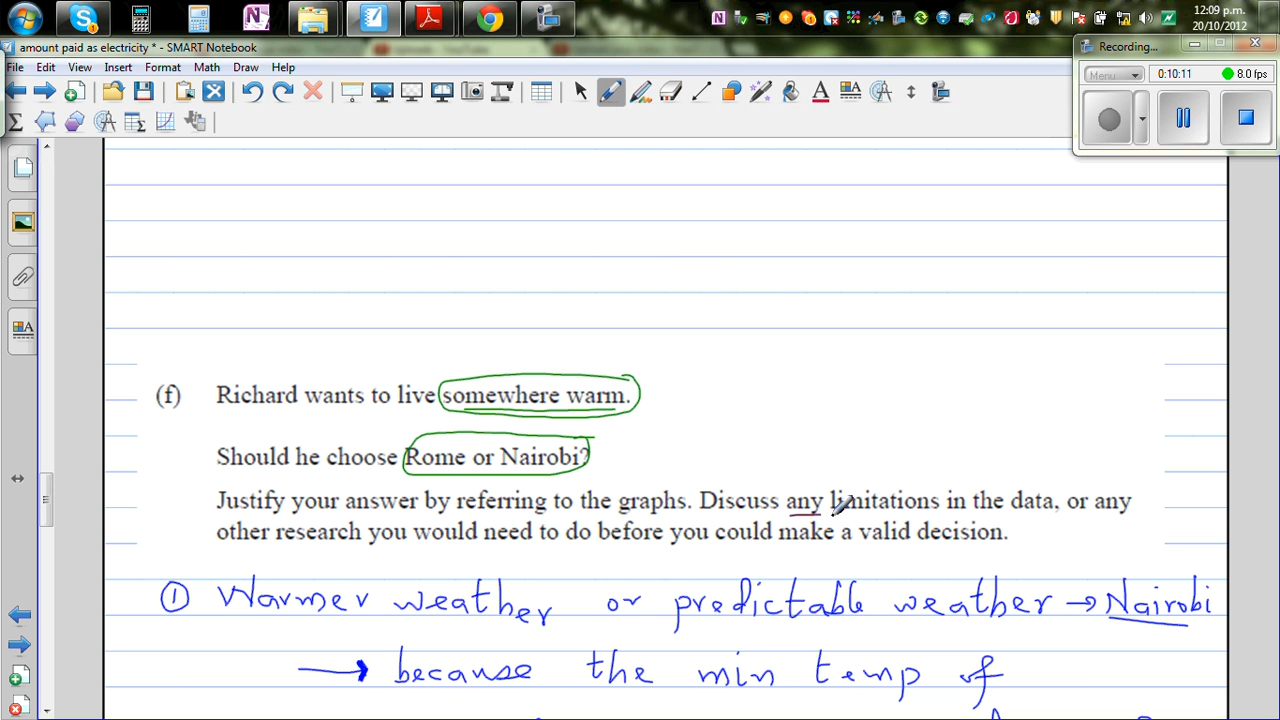 12:09 p.m.
20/10/2012
amount paid as electricity * - SMART Notebook
Recording...
File Edit View Insert Format Math Draw Help
Menu 0:10:11 8.0 fps
(f) Richard wants to live somewhere warm.
Should he choose Rome or Nairobi?
Justify your answer by referring to the graphs. Discuss any limitations in the data, or any
other research you would need to do before you could make a valid decision.
① Warmer weather or predictable weather → Nairobi
→ because the min temp of